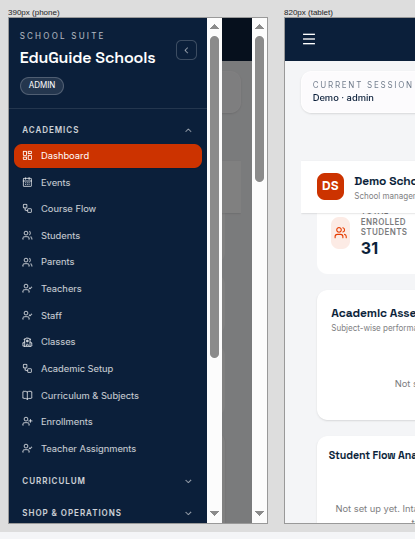 390px (phone)
SCHOOL SUITE
EduGuide Schools
ADMIN
ACADEMICS
Dashboard
Events
Course Flow
Students
Parents
Teachers
Staff
Classes
Academic Setup
Curriculum & Subjects
Enrollments
Teacher Assignments
CURRICULUM
SHOP & OPERATIONS
820px (tablet)
CURRENT SESSION
Demo · admin
DS
Demo Scho
School manager
ENROLLED
STUDENTS
31
Academic Asse
Subject-wise performa
Not s
Student Flow Ana
Not set up yet. Inta